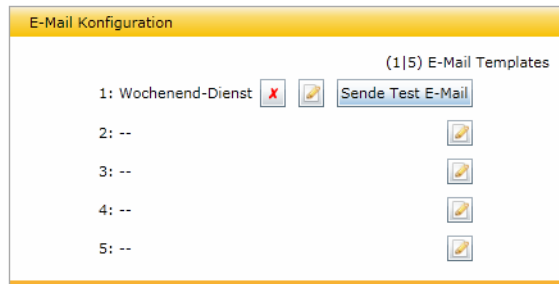 E-Mail Konfiguration
(1|5) E-Mail Templates
1: Wochenend-Dienst x Sende Test E-Mail
2: --
3: --
4: --
5: --